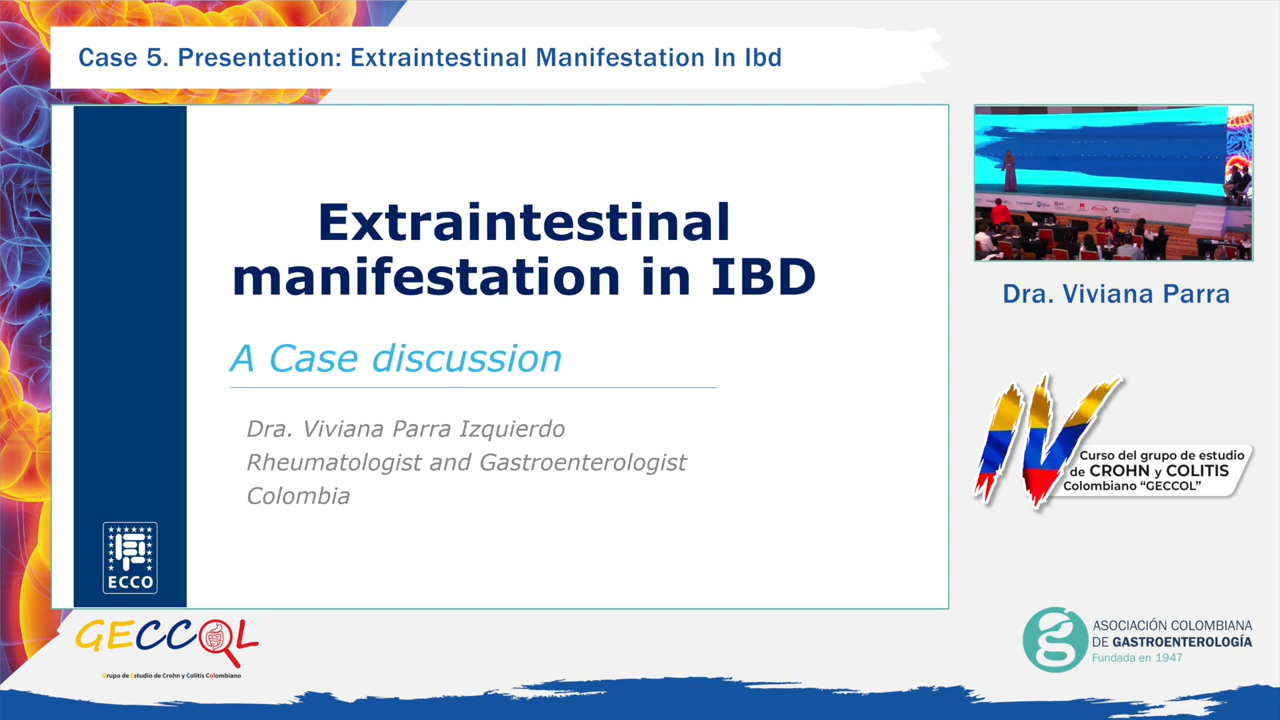 Case 5. Presentation: Extraintestinal Manifestation In Ibd
Extraintestinal
manifestation in IBD
A Case discussion
Dra. Viviana Parra Izquierdo
Rheumatologist and Gastroenterologist
Colombia
ECCO
Dra. Viviana Parra
IV
Curso del grupo de estudio
de CROHN y COLITIS
Colombiano “GECCOL”
GECCOL
Grupo de Estudio de Crohn y Colitis Colombiano
ASOCIACIÓN COLOMBIANA
DE GASTROENTEROLOGÍA
Fundada en 1947